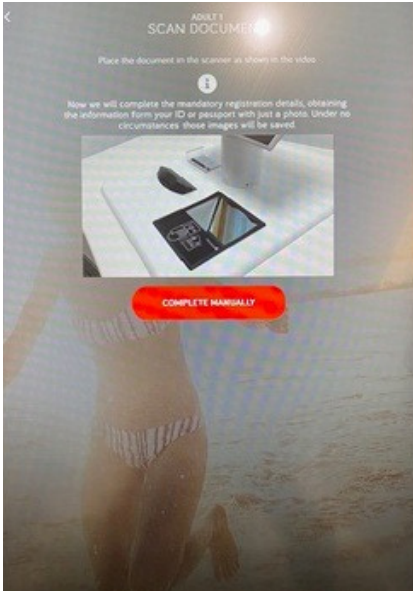 ADULT 1
SCAN DOCUMENT
Place the document in the scanner as shown in the video
Now we will complete the mandatory registration details, obtaining
the information form your ID or passport with just a photo. Under no
circumstances those images will be saved.
COMPLETE MANUALLY